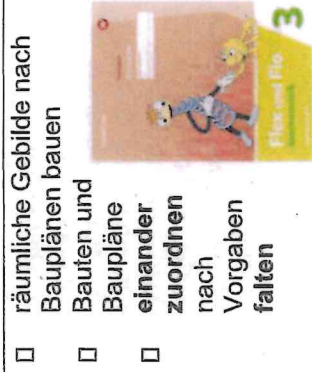 □ räumliche Gebilde nach
Bauplänen bauen
□ Bauten und
Baupläne
einander
□ zuordnen
nach
Vorgaben
falten
Flex und Flo
3